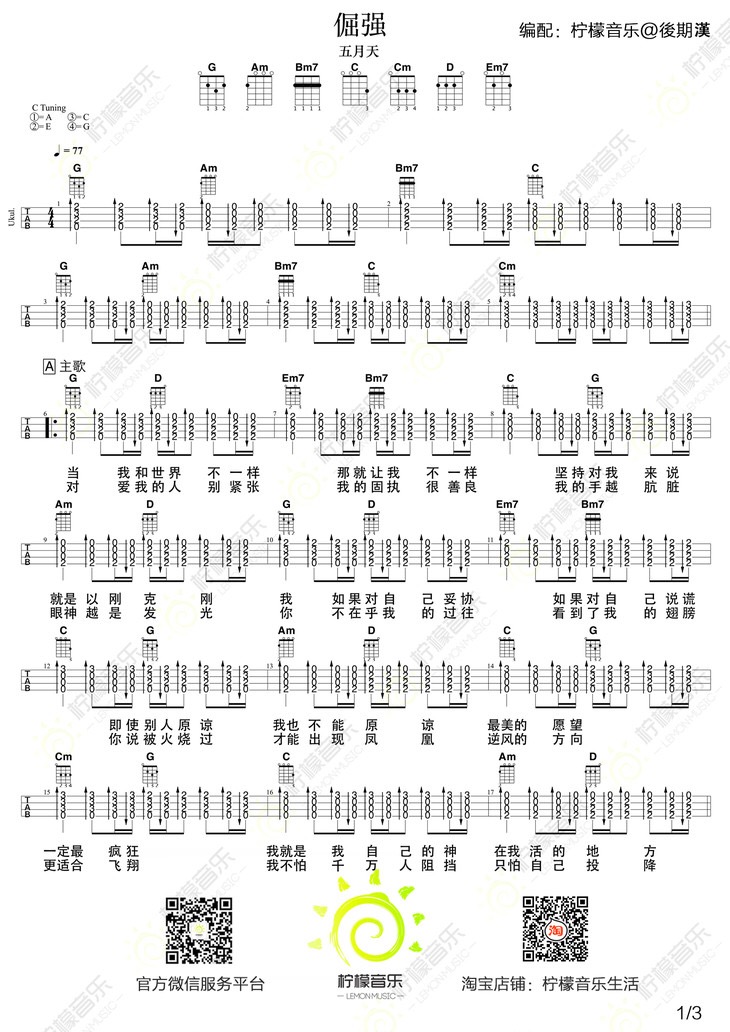 倔强
五月天
编配：柠檬音乐@後期漢
G Am Bm7 C Cm D Em7
C Tuning
①= A ③= C
②= E ④= G
= 77
G Am Bm7 C
Ukul.
G Am Bm7 C Cm
A 主歌
G D Em7 Bm7 C G
当 我和世界 不一样 那就让我 不一样 坚持对我 来说
对 爱我的人 别紧张 我的固执 很善良 我的手越 肮脏
Am D G D Em7 Bm7
就是以刚克 刚 我 如果对自 己妥协 如果对自 己说谎
眼神越是发 光 你 不在乎我 的过往 看到了我 的翅膀
C G Am D C G
即使别人原谅 我也不能原 谅 最美的愿望
你说被火烧过 才能出现凤 凰 逆风的方向
Cm G C Am D
一定最 疯狂 我就是 我 自 己的神 在我活的地 方
更适合 飞翔 我不怕 千 万 人阻挡 只怕自己投 降
官方微信服务平台
柠檬音乐
LEMON MUSIC
淘
淘宝店铺：柠檬音乐生活
1/3